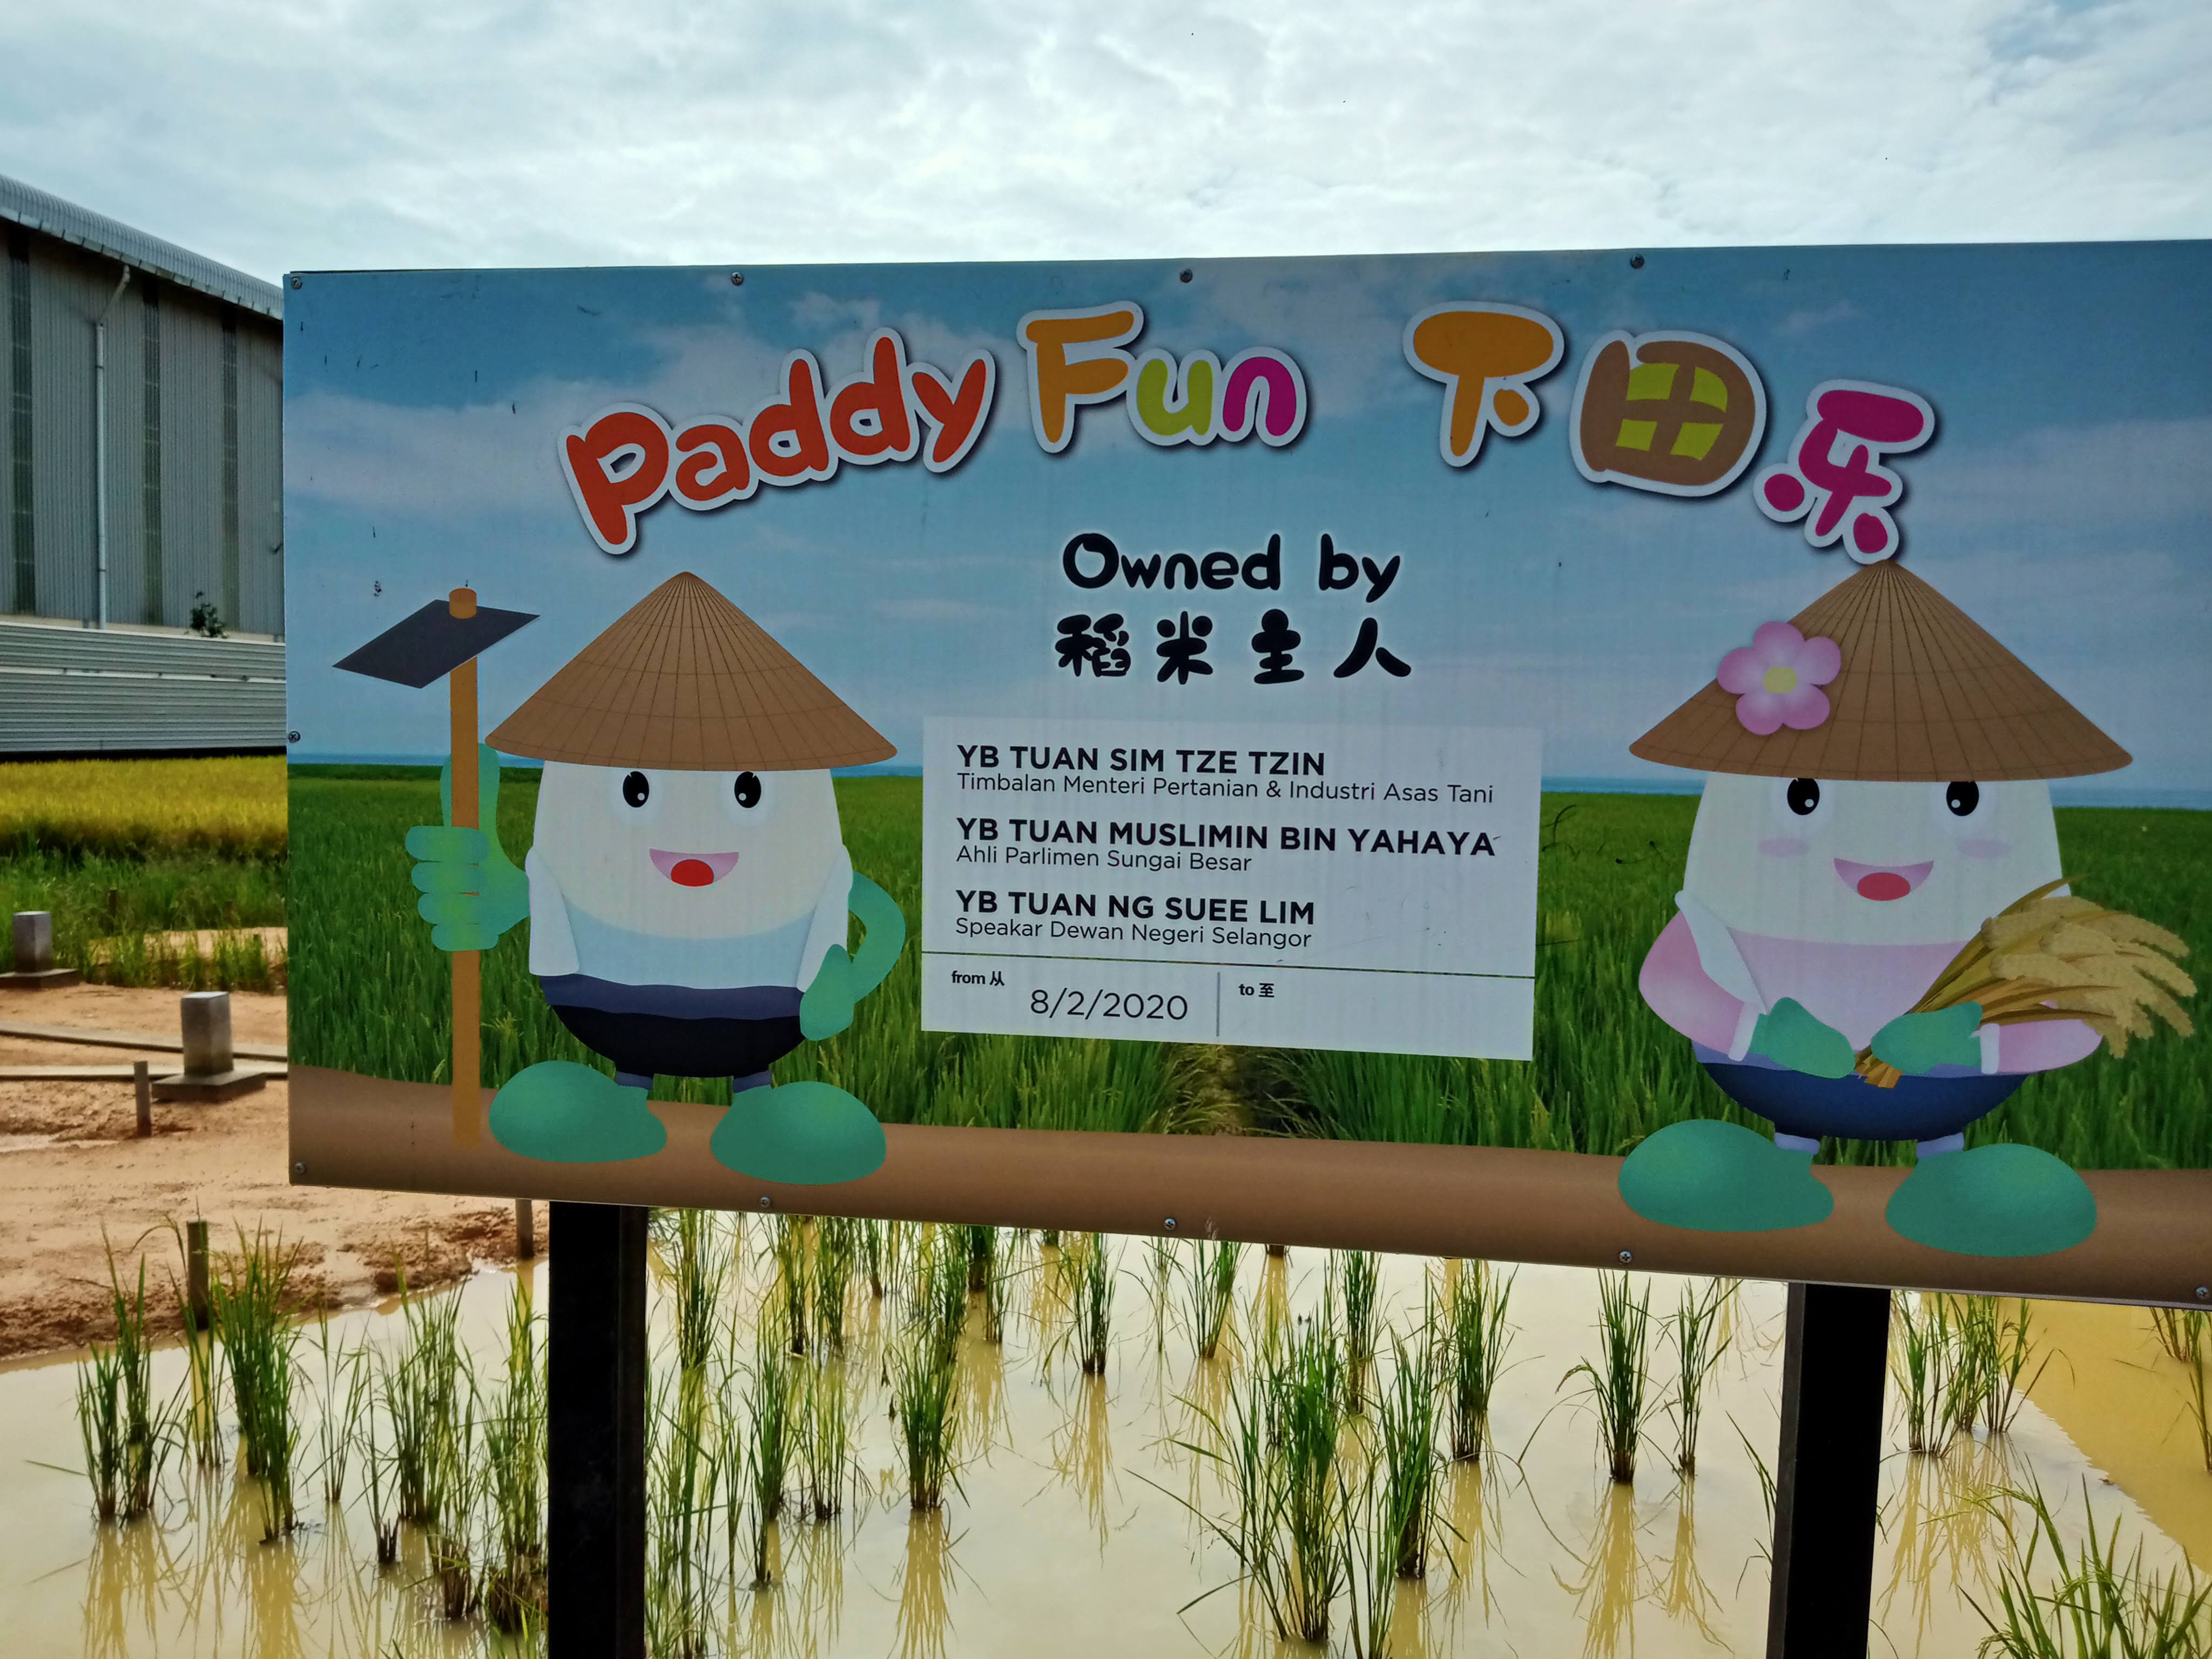 Paddy Fun 下田乐
Owned by
稻米主人
YB TUAN SIM TZE TZIN
Timbalan Menteri Pertanian & Industri Asas Tani
YB TUAN MUSLIMIN BIN YAHAYA
Ahli Parlimen Sungai Besar
YB TUAN NG SUEE LIM
Speakar Dewan Negeri Selangor
from 从 8/2/2020 to 至